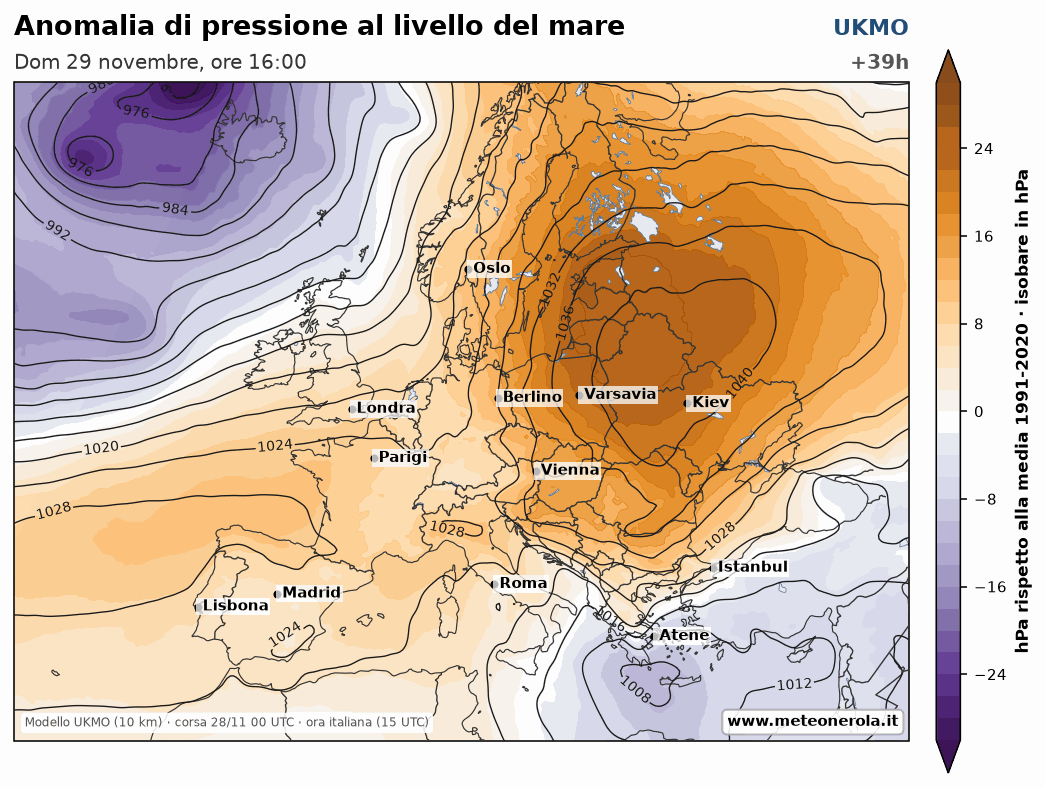 Anomalia di pressione al livello del mare
UKMO
Dom 29 novembre, ore 16:00
+39h
976
976
984
992
Oslo
1032
1036
1040
Berlino
Varsavia
Kiev
Londra
1020
1024
Parigi
Vienna
1028
1028
1028
Istanbul
Roma
Madrid
Lisbona
1016
1024
Atene
1008
1012
Modello UKMO (10 km) · corsa 28/11 00 UTC · ora italiana (15 UTC)
www.meteonerola.it
24
16
8
0
−8
−16
−24
hPa rispetto alla media 1991-2020 · isobare in hPa